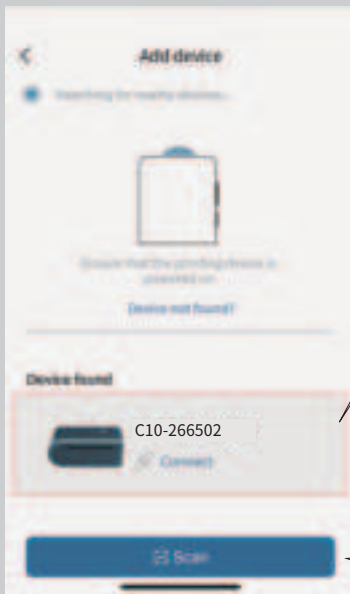 Add device
Searching for nearby devices...
Ensure that the printing device is
powered on
Device not found?
Device found
C10-266502
Connect
Scan